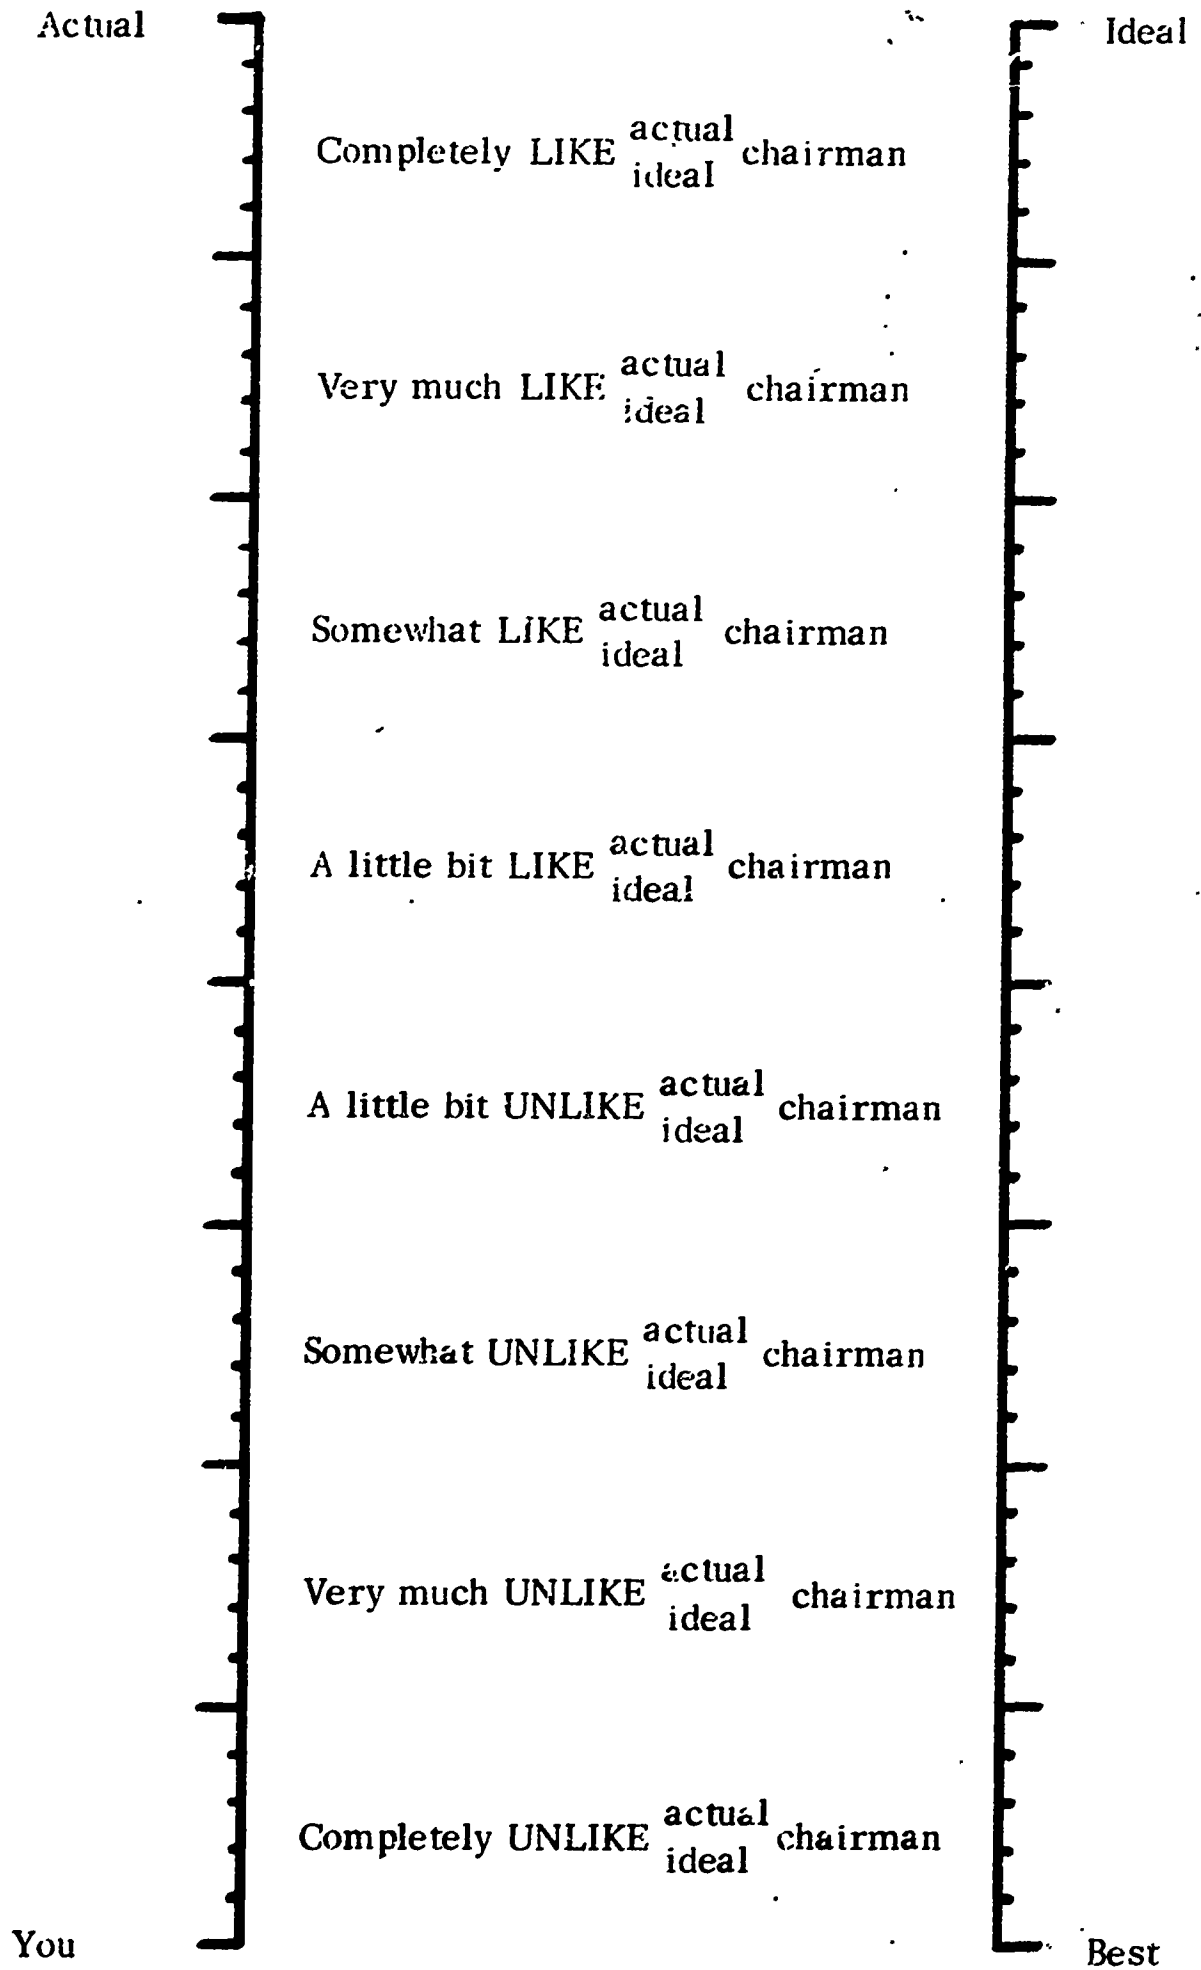 Actual
Ideal
Completely LIKE actual ideal chairman
Very much LIKE actual ideal chairman
Somewhat LIKE actual ideal chairman
A little bit LIKE actual ideal chairman
A little bit UNLIKE actual ideal chairman
Somewhat UNLIKE actual ideal chairman
Very much UNLIKE actual ideal chairman
Completely UNLIKE actual ideal chairman
You
Best